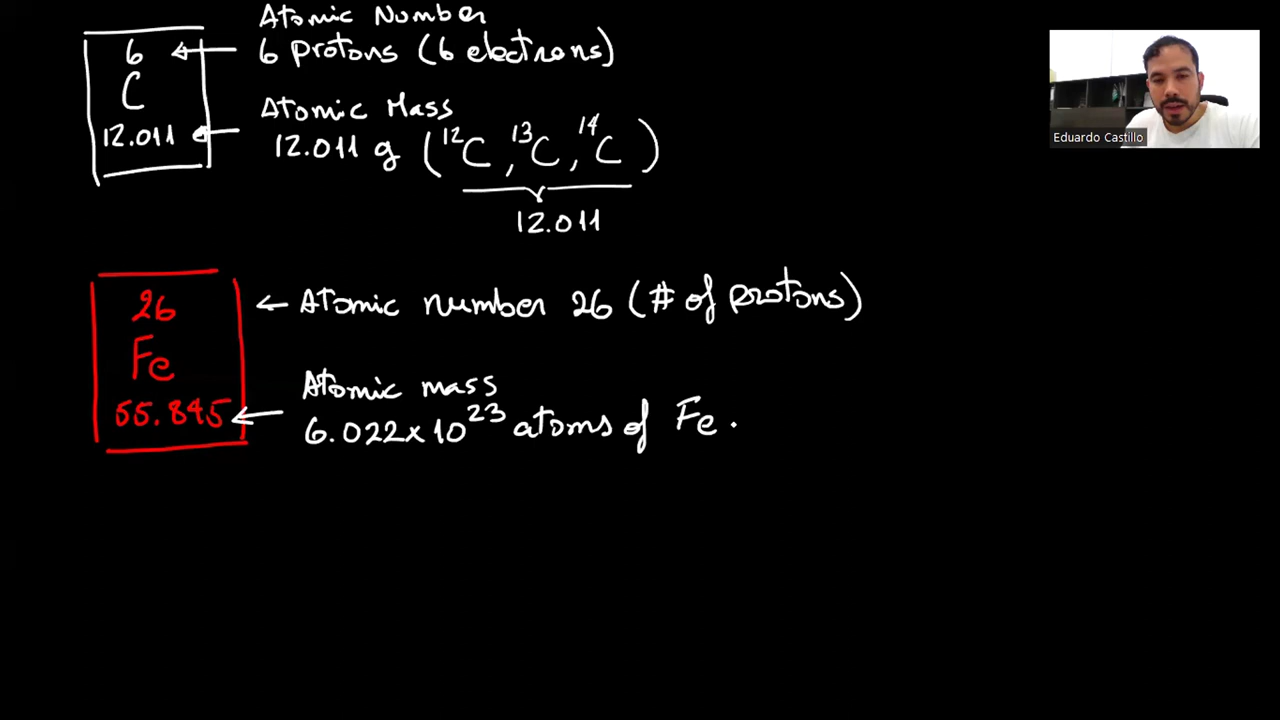 Atomic Number
6 6 protons (6 electrons)
C
Atomic Mass
12.011 12.011 g (¹²C, ¹³C, ¹⁴C)
12.011
26 Atomic number 26 (# of protons)
Fe
Atomic mass
55.845 6.022x10²³ atoms of Fe.
Eduardo Castillo